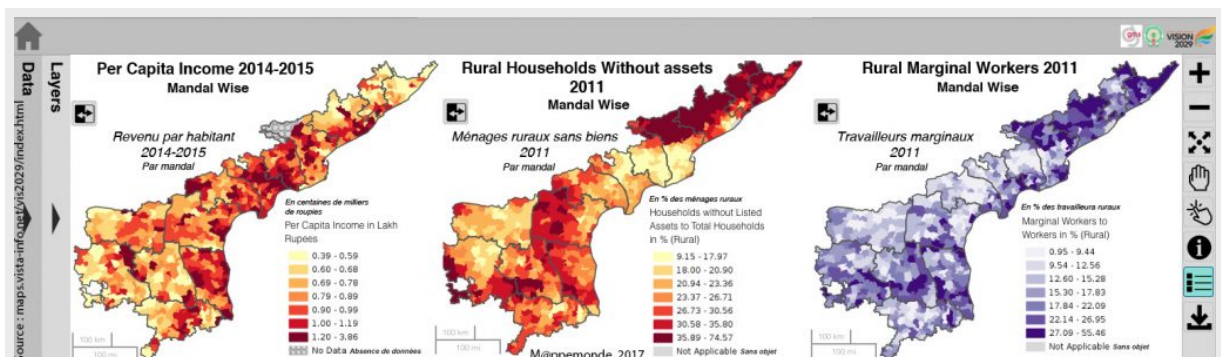 VISION
2029
Data
Layers
source : maps.vista-info.net/vis2029/index.html
Per Capita Income 2014-2015
Mandal Wise
Revenu par habitant
2014-2015
Par mandal
En centaines de milliers
de roupies
Per Capita Income in Lakh
Rupees
0.39 - 0.59
0.60 - 0.68
0.69 - 0.78
0.79 - 0.89
0.90 - 0.99
1.00 - 1.19
1.20 - 3.86
No Data Absence de données
100 km
100 mi
Rural Households Without assets
2011
Mandal Wise
Ménages ruraux sans biens
2011
Par mandal
En % des ménages ruraux
Households without Listed
Assets to Total Households
in % (Rural)
9.15 - 17.97
18.00 - 20.90
20.94 - 23.36
23.37 - 26.71
26.73 - 30.56
30.58 - 35.80
35.89 - 74.57
Not Applicable Sans objet
100 km
100 mi
M@ppemonde, 2017
Rural Marginal Workers 2011
Mandal Wise
Travailleurs marginaux
2011
Par mandal
En % des travailleurs ruraux
Marginal Workers to
Workers in % (Rural)
0.95 - 9.44
9.54 - 12.56
12.60 - 15.28
15.30 - 17.83
17.84 - 22.09
22.14 - 26.95
27.09 - 55.46
Not Applicable Sans objet
100 km
100 mi